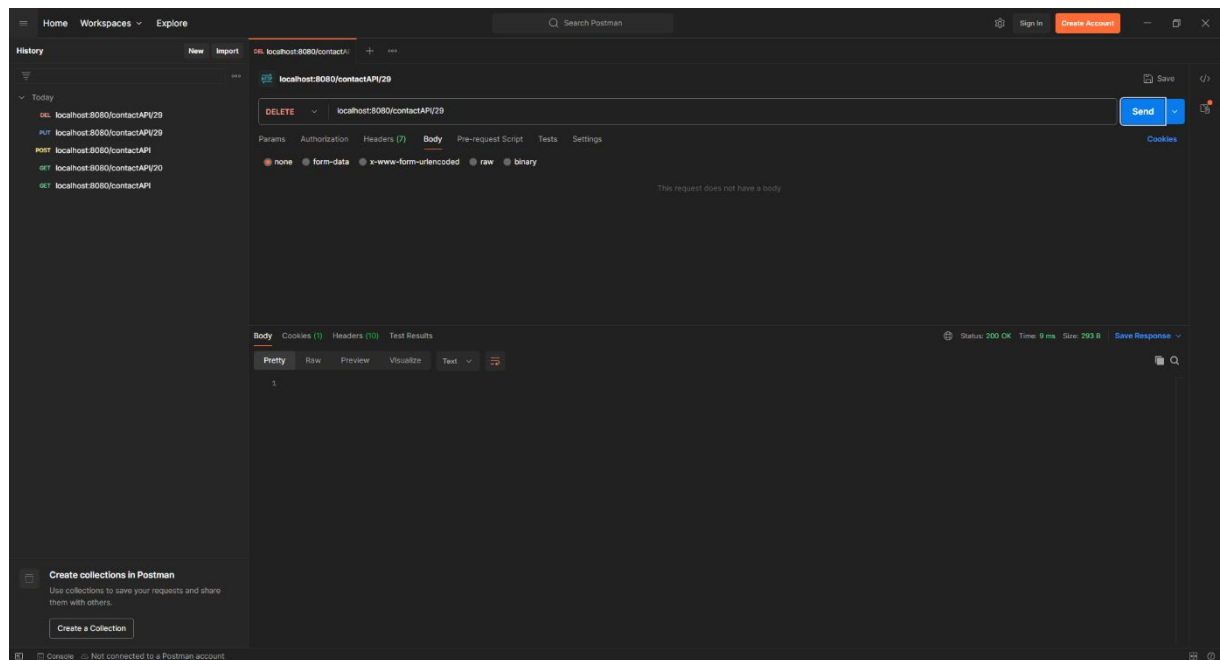 Home Workspaces Explore Search Postman Sign In Create Account
History New Import DEL localhost:8080/contactAI
localhost:8080/contactAPI/29 Save
Today
DEL localhost:8080/contactAPI/29
PUT localhost:8080/contactAPI/29
POST localhost:8080/contactAPI
GET localhost:8080/contactAPI/20
GET localhost:8080/contactAPI
DELETE localhost:8080/contactAPI/29 Send
Params Authorization Headers (7) Body Pre-request Script Tests Settings Cookies
none form-data x-www-form-urlencoded raw binary
This request does not have a body
Body Cookies (1) Headers (10) Test Results Status: 200 OK Time: 9 ms Size: 293 B Save Response
Pretty Raw Preview Visualize Text
1
Create collections in Postman
Use collections to save your requests and share
them with others.
Create a Collection
Console Not connected to a Postman account